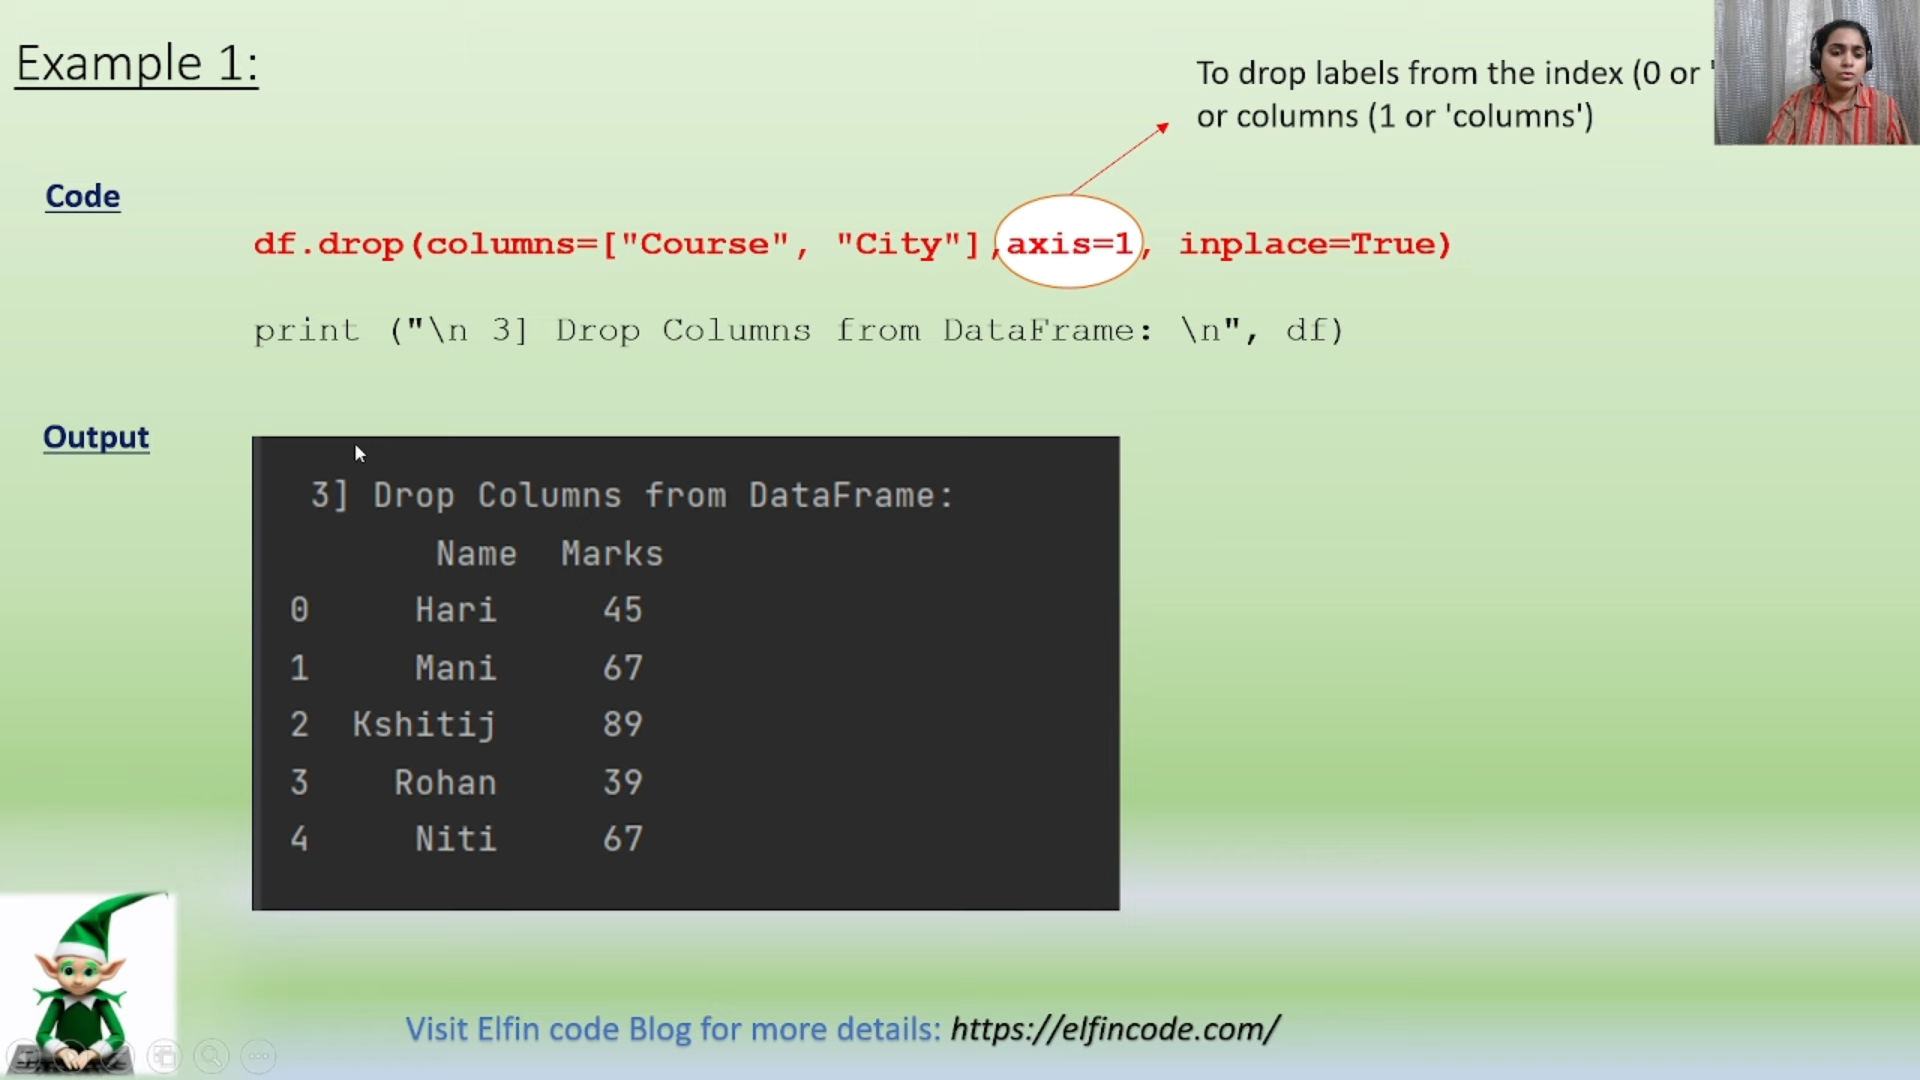 Example 1:
To drop labels from the index (0 or '
or columns (1 or 'columns')
Code
df.drop(columns=["Course", "City"],axis=1, inplace=True)
print ("\n 3] Drop Columns from DataFrame: \n", df)
Output
3] Drop Columns from DataFrame:
Name Marks
0 Hari 45
1 Mani 67
2 Kshitij 89
3 Rohan 39
4 Niti 67
Visit Elfin code Blog for more details: https://elfincode.com/